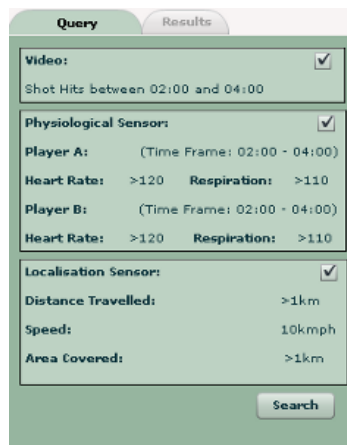 Query Results
Video:
Shot Hits between 02:00 and 04:00
Physiological Sensor:
Player A: (Time Frame: 02:00 - 04:00)
Heart Rate: >120 Respiration: >110
Player B: (Time Frame: 02:00 - 04:00)
Heart Rate: >120 Respiration: >110
Localisation Sensor:
Distance Travelled: >1km
Speed: 10kmph
Area Covered: >1km
Search